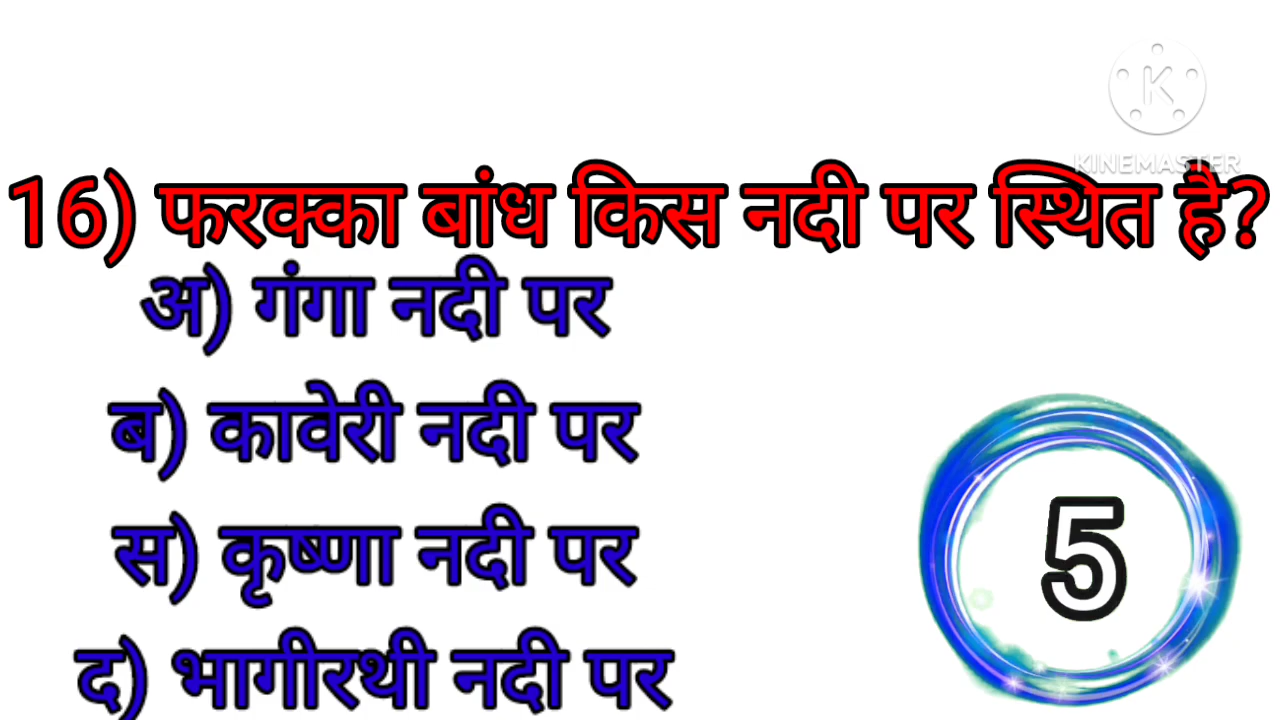 KINEMASTER
16) फरक्का बांध किस नदी पर स्थित है?
अ) गंगा नदी पर
ब) कावेरी नदी पर
स) कृष्णा नदी पर
द) भागीरथी नदी पर
5